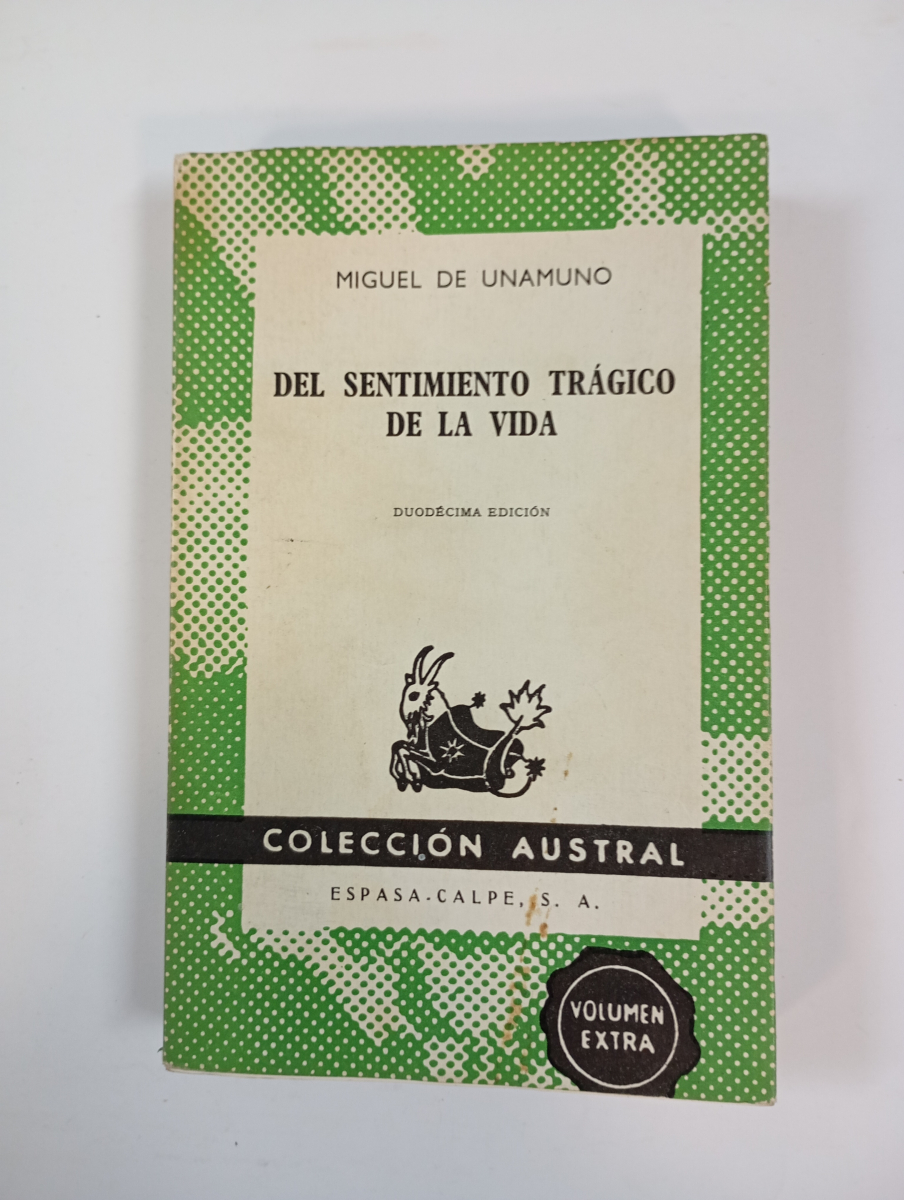 MIGUEL DE UNAMUNO
DEL SENTIMIENTO TRÁGICO
DE LA VIDA
DUODÉCIMA EDICIÓN
COLECCIÓN AUSTRAL
ESPASA-CALPE, S. A.
VOLUMEN
EXTRA